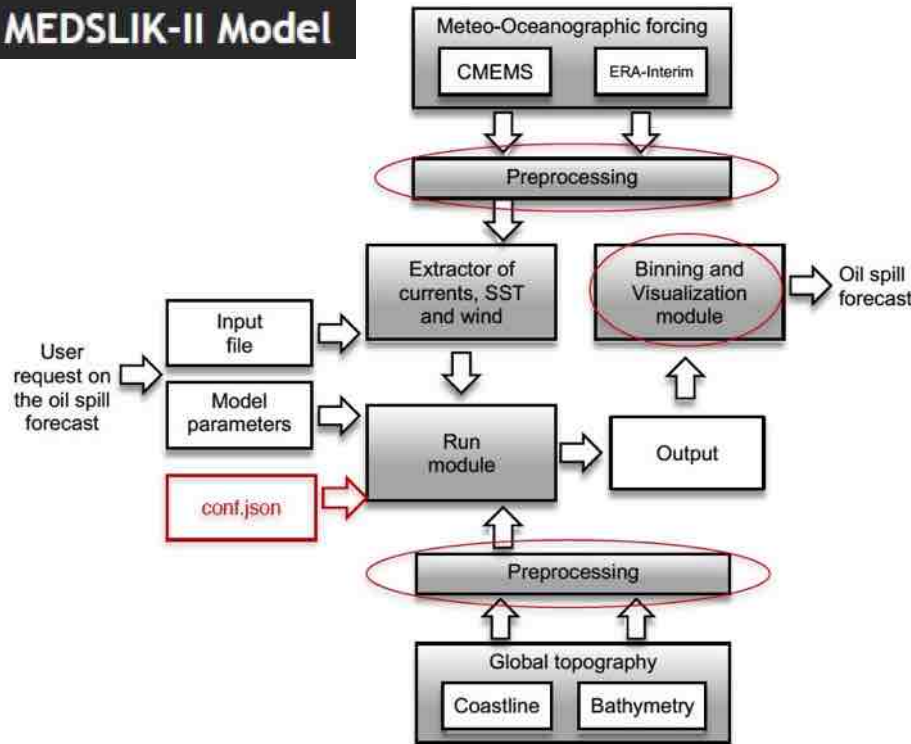 MEDSLIK-II Model
Meteo-Oceanographic forcing
CMEMS
ERA-Interim
Preprocessing
Extractor of
currents, SST
and wind
Binning and
Visualization
module
Oil spill
forecast
Input
file
User
request on
the oil spill
forecast
Model
parameters
Run
module
Output
conf.json
Preprocessing
Global topography
Coastline
Bathymetry